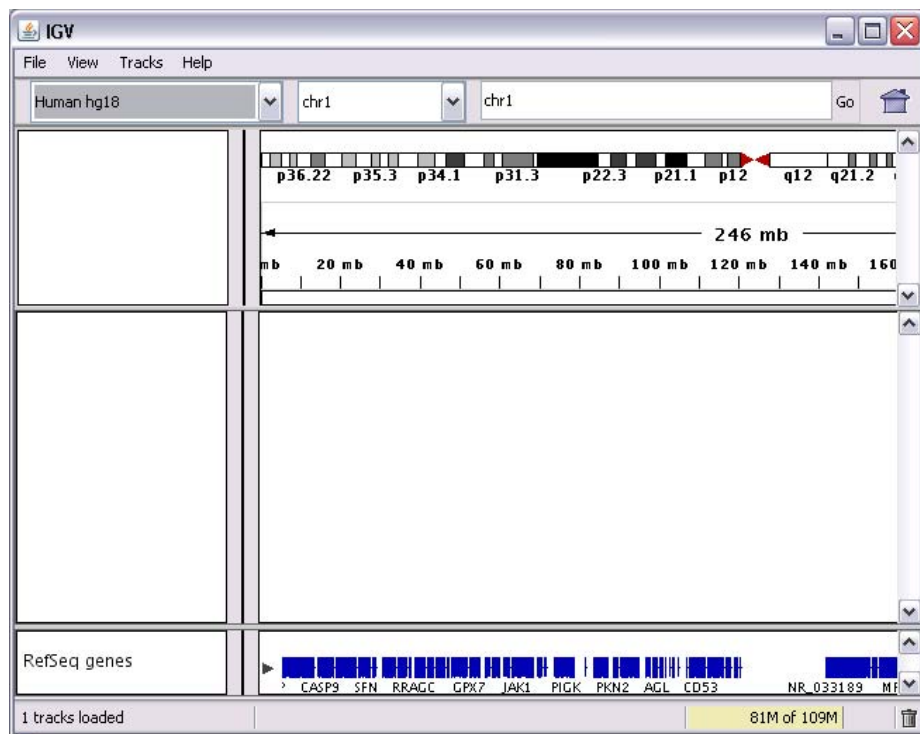 IGV
File View Tracks Help
Human hg18 chr1 chr1 Go
p36.22 p35.3 p34.1 p31.3 p22.3 p21.1 p12 q12 q21.2
246 mb
mb 20 mb 40 mb 60 mb 80 mb 100 mb 120 mb 140 mb 160
RefSeq genes
CASP9 SFN RRAGC GPX7 JAK1 PIGK PKN2 AGL CD53 NR_033189
1 tracks loaded 81M of 109M